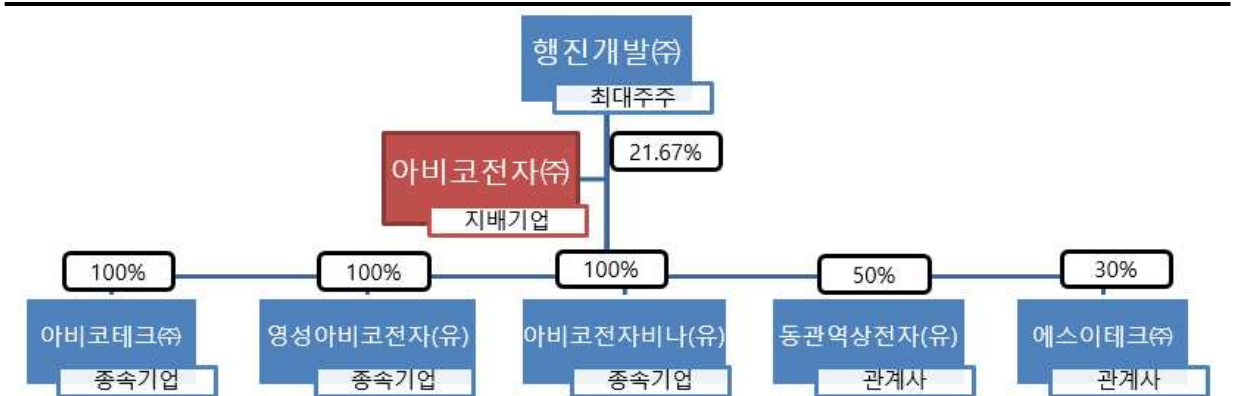 행진개발㈜
최대주주
21.67%
아비코전자㈜
지배기업
100%
100%
100%
50%
30%
아비코테크㈜
영성아비코전자(유)
아비코전자비나(유)
동관역상전자(유)
에스이테크㈜
종속기업
종속기업
종속기업
관계사
관계사